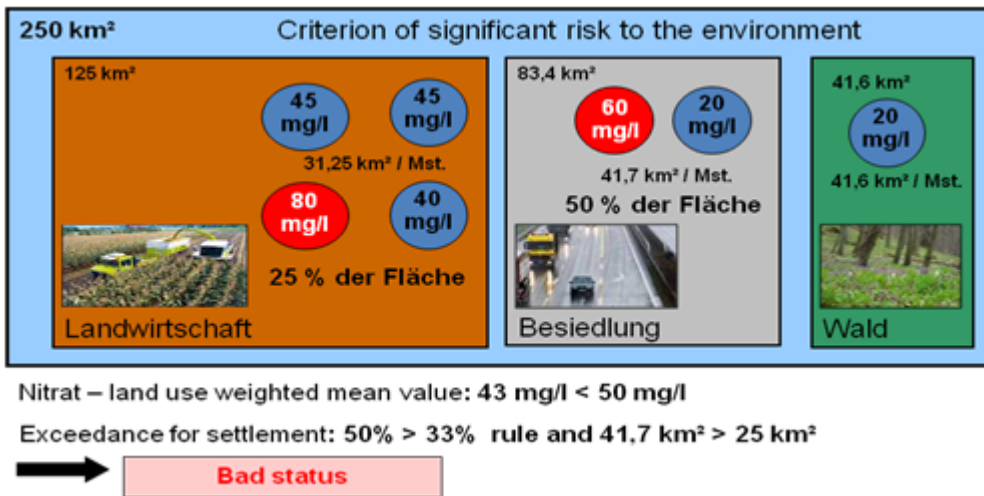 250 km² Criterion of significant risk to the environment
125 km²
45 mg/l
45 mg/l
31,25 km² / Mst.
80 mg/l
40 mg/l
25 % der Fläche
Landwirtschaft
83,4 km²
60 mg/l
20 mg/l
41,7 km² / Mst.
50 % der Fläche
Besiedlung
41,6 km²
20 mg/l
41,6 km² / Mst.
Wald
Nitrat – land use weighted mean value: 43 mg/l < 50 mg/l
Exceedance for settlement: 50% > 33% rule and 41,7 km² > 25 km²
Bad status